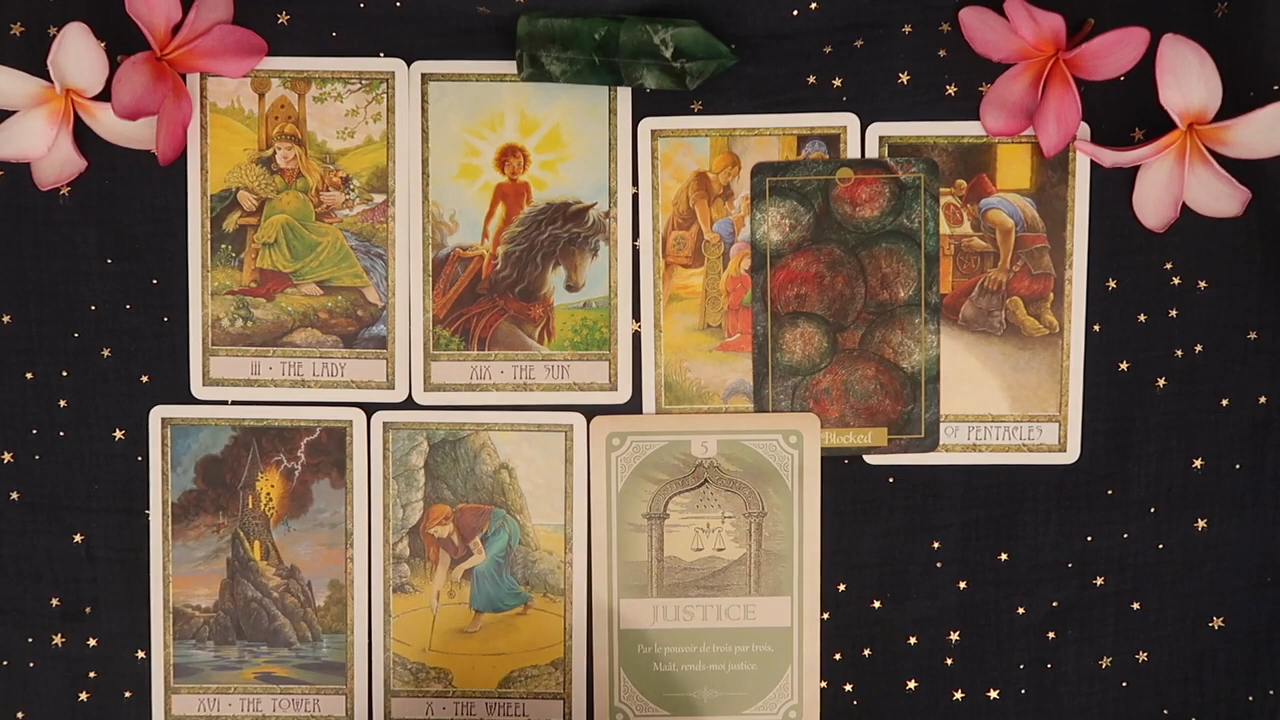 III • THE LADY
XIX • THE SUN
Blocked
OF PENTACLES
XVI • THE TOWER
X • THE WHEEL
5
JUSTICE
Par le pouvoir de trois par trois,
Maât, rends-moi justice.